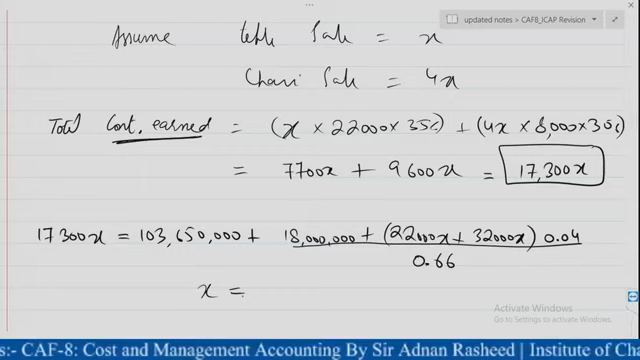 updated notes > CAF8_ICAP Revision
Assume table Sale = x
Chair Sale = 4x
Total Cont. earned = (x × 22000 × 35%) + (4x × 8,000 × 30%)
= 7700x + 9600x = 17,300x
17300x = 103,650,000 + 18,000,000 + (22000x + 32000x) 0.04
0.66
x =
Activate Windows
Go to Settings to activate Windows.
s:- CAF-8: Cost and Management Accounting By Sir Adnan Rasheed | Institute of Cha